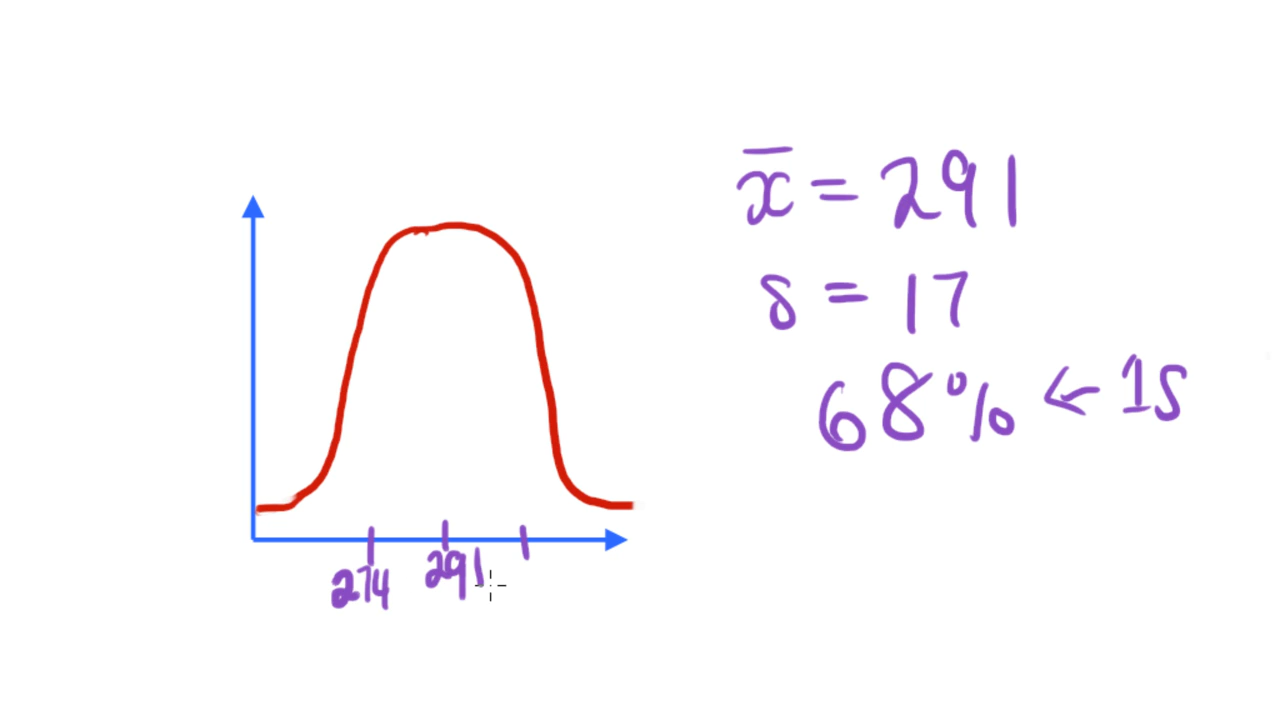 x̄ = 291
s = 17
68% ← 1s
274 291